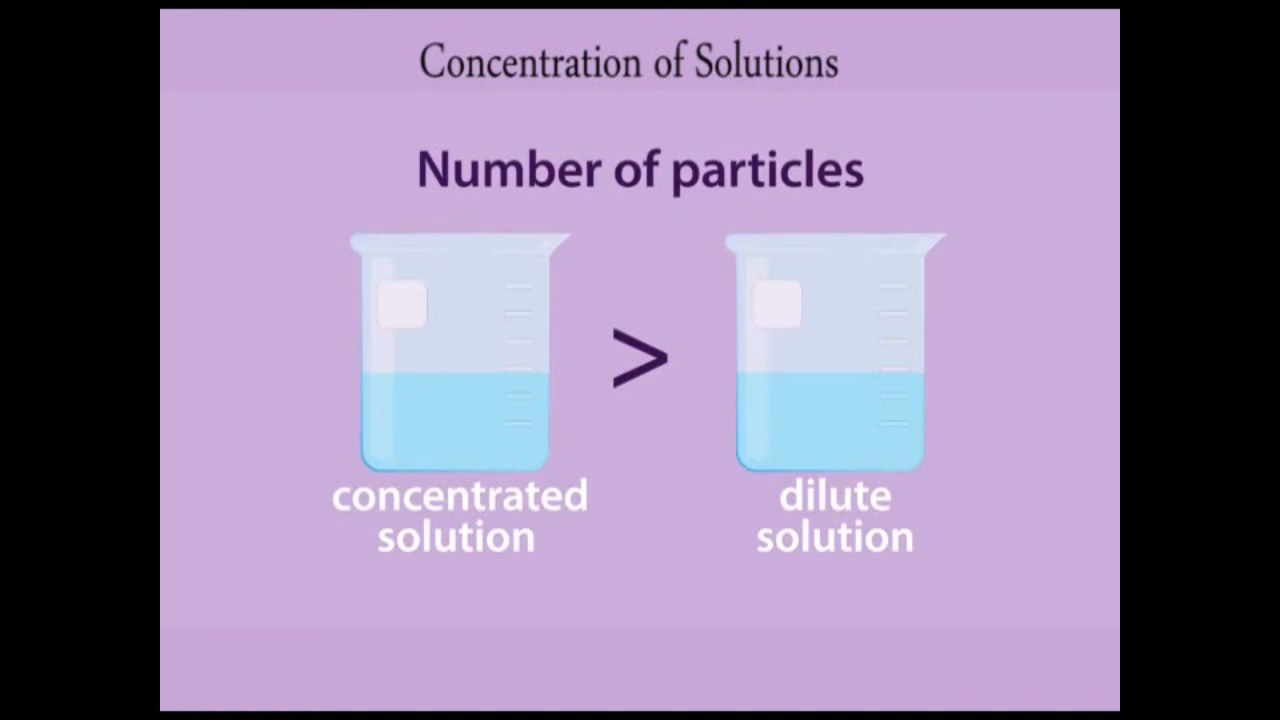 Concentration of Solutions
Number of particles
>
concentrated
solution
dilute
solution